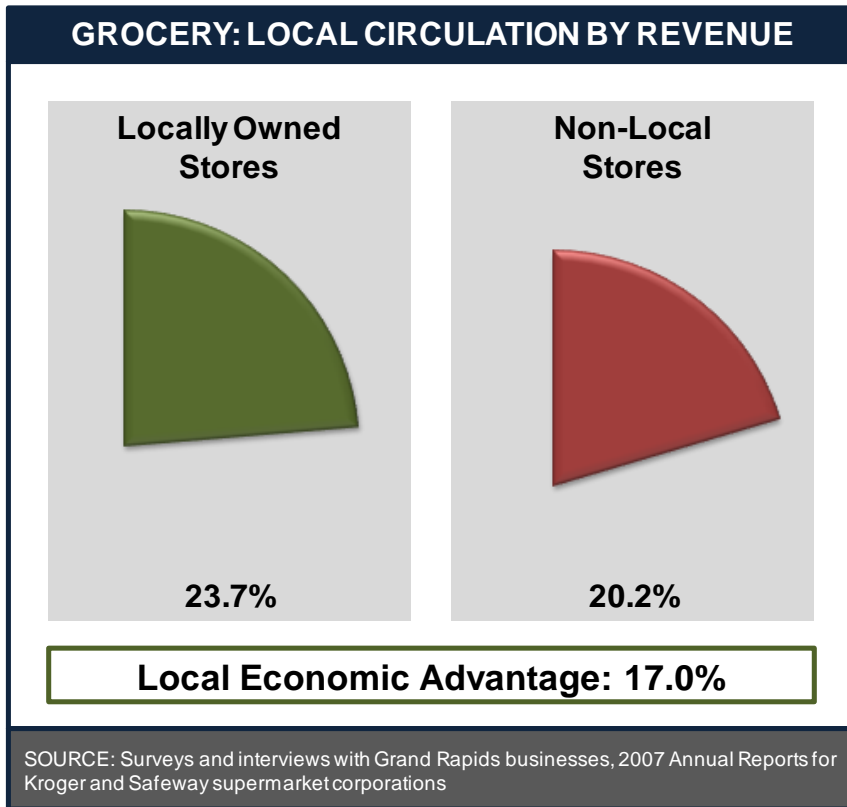 GROCERY: LOCAL CIRCULATION BY REVENUE
Locally Owned
Stores
Non-Local
Stores
23.7%
20.2%
Local Economic Advantage: 17.0%
SOURCE: Surveys and interviews with Grand Rapids businesses, 2007 Annual Reports for
Kroger and Safeway supermarket corporations